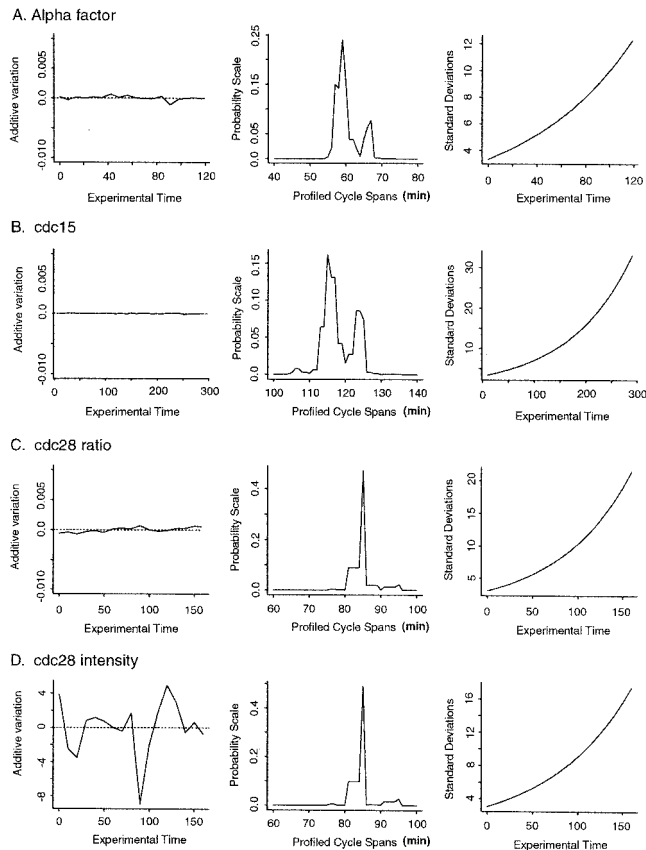 A. Alpha factor
Additive variation
0.005
0.0
-0.010
0 40 80 120
Experimental Time
Probability Scale
0.25
0.15
0.05
0.0
40 50 60 70 80
Profiled Cycle Spans (min)
Standard Deviations
12
10
8
6
4
0 40 80 120
Experimental Time
B. cdc15
Additive variation
0.005
0.0
-0.010
0 100 200 300
Experimental Time
Probability Scale
0.15
0.10
0.05
0.0
100 110 120 130 140
Profiled Cycle Spans (min)
Standard Deviations
30
20
10
0 100 200 300
Experimental Time
C. cdc28 ratio
Additive variation
0.005
0.0
-0.010
0 50 100 150
Experimental Time
Probability Scale
0.4
0.2
0.0
60 70 80 90 100
Profiled Cycle Spans (min)
Standard Deviations
20
15
10
5
0 50 100 150
Experimental Time
D. cdc28 intensity
Additive variation
4
0
-4
-8
0 50 100 150
Experimental Time
Probability Scale
0.4
0.2
0.0
60 70 80 90 100
Profiled Cycle Spans (min)
Standard Deviations
16
12
8
4
0 50 100 150
Experimental Time